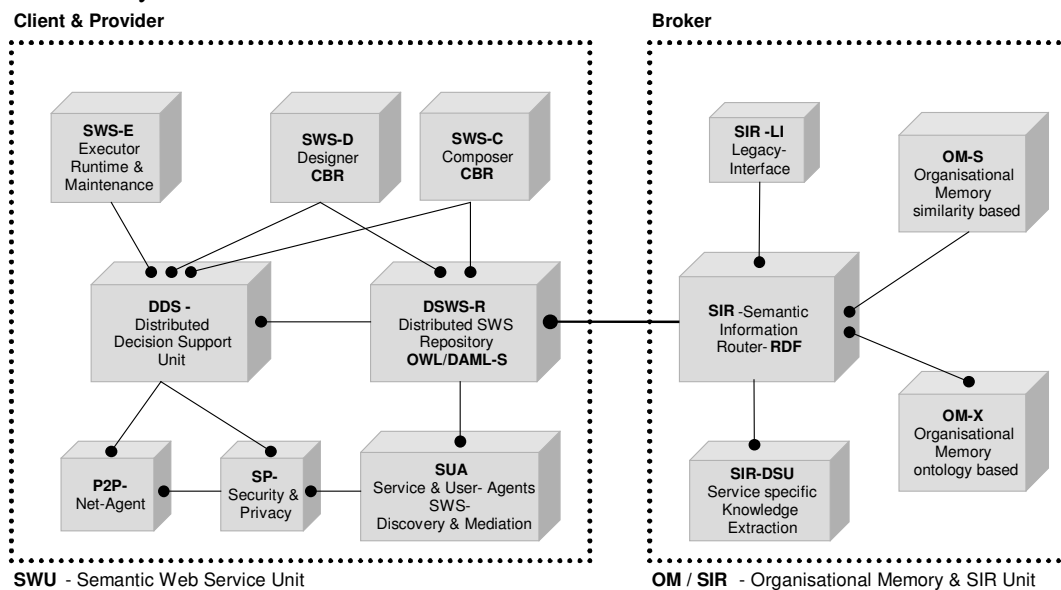 Client & Provider
Broker
SWS-E
Executor
Runtime &
Maintenance
SWS-D
Designer
CBR
SWS-C
Composer
CBR
SIR -LI
Legacy-
Interface
OM-S
Organisational
Memory
similarity based
DDS -
Distributed
Decision Support
Unit
DSWS-R
Distributed SWS
Repository
OWL/DAML-S
SIR -Semantic
Information
Router- RDF
P2P-
Net-Agent
SP-
Security &
Privacy
SUA
Service & User- Agents
SWS-
Discovery & Mediation
SIR-DSU
Service specific
Knowledge
Extraction
OM-X
Organisational
Memory
ontology based
SWU - Semantic Web Service Unit
OM / SIR - Organisational Memory & SIR Unit